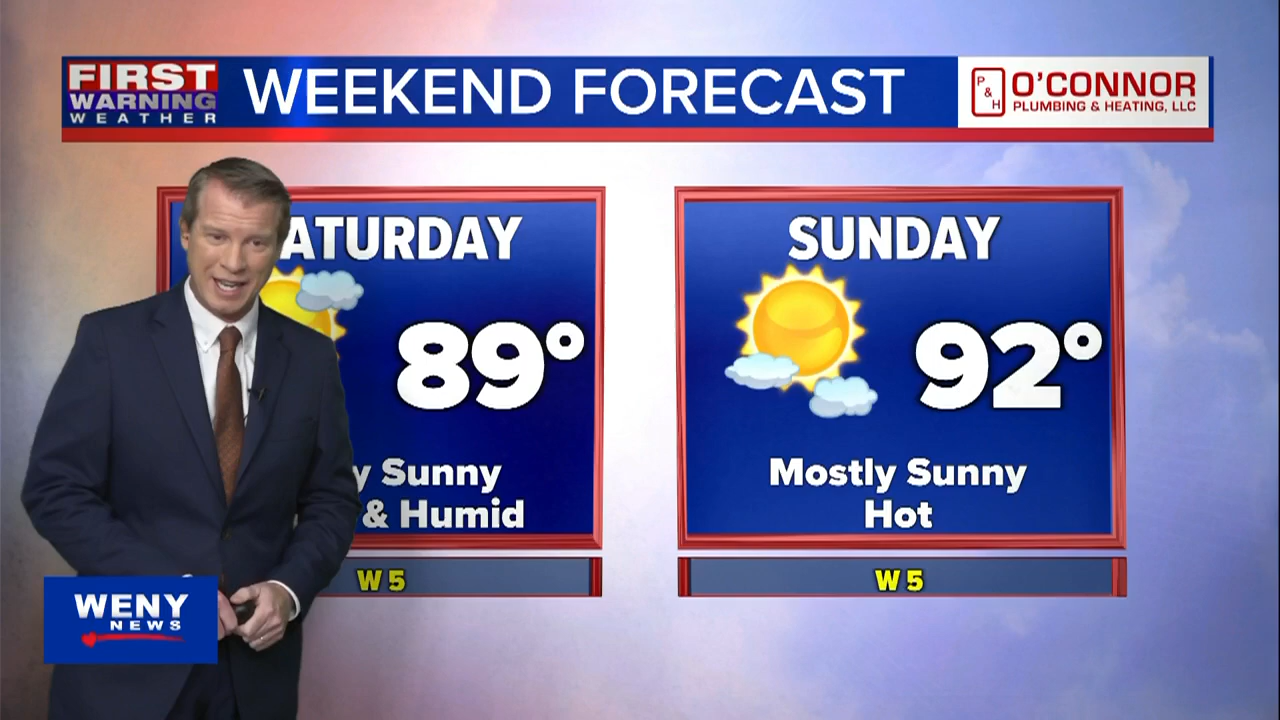 FIRST
WARNING
WEATHER
WEEKEND FORECAST
P
&
H
O'CONNOR
PLUMBING & HEATING, LLC
ATURDAY
89°
y Sunny
& Humid
W 5
SUNDAY
92°
Mostly Sunny
Hot
W 5
WENY
NEWS